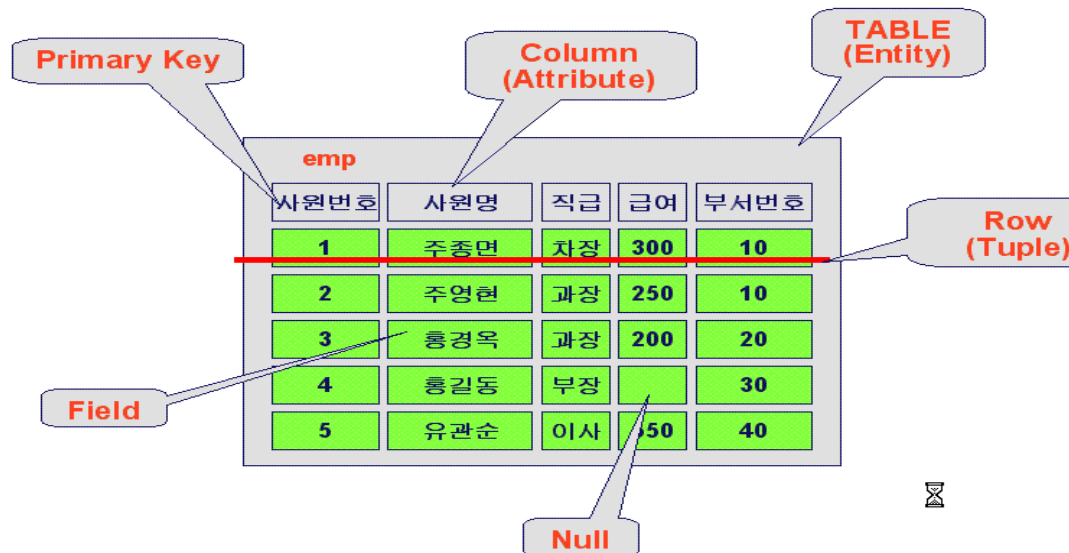 Primary Key
Column
(Attribute)
TABLE
(Entity)
emp
사원번호 사원명 직급 급여 부서번호
Row
(Tuple)
1 주종면 차장 300 10
2 주영현 과장 250 10
3 홍경옥 과장 200 20
4 홍길동 부장 30
Field
5 유관순 이사 40
Null